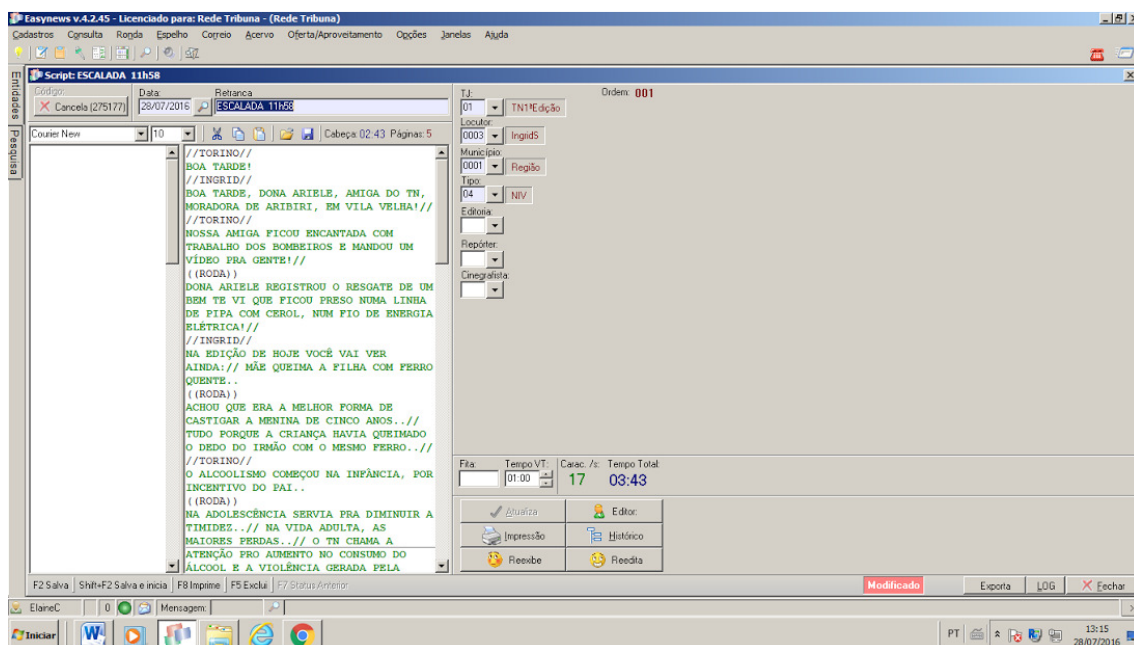 Easynews v.4.2.45 - Licenciado para: Rede Tribuna - (Rede Tribuna)
Cadastros Consulta Ronda Espelho Correio Acervo Oferta/Aproveitamento Opções Janelas Ajuda
Entidades
Pesquisa
Script: ESCALADA 11h58
Código:
Cancela (275177)
Data:
28/07/2016
Retranca
ESCALADA 11h58
Courier New 10 Cabeça: 02:43 Páginas: 5
//TORINO//
BOA TARDE!
//INGRID//
BOA TARDE, DONA ARIELE, AMIGA DO TN,
MORADORA DE ARIBIRI, EM VILA VELHA!//
//TORINO//
NOSSA AMIGA FICOU ENCANTADA COM
TRABALHO DOS BOMBEIROS E MANDOU UM
VÍDEO PRA GENTE!//
((RODA))
DONA ARIELE REGISTROU O RESGATE DE UM
BEM TE VI QUE FICOU PRESO NUMA LINHA
DE PIPA COM CEROL, NUM FIO DE ENERGIA
ELÉTRICA!//
//INGRID//
NA EDIÇÃO DE HOJE VOCÊ VAI VER
AINDA:// MÃE QUEIMA A FILHA COM FERRO
QUENTE..
((RODA))
ACHOU QUE ERA A MELHOR FORMA DE
CASTIGAR A MENINA DE CINCO ANOS..//
TUDO PORQUE A CRIANÇA HAVIA QUEIMADO
O DEDO DO IRMÃO COM O MESMO FERRO..//
//TORINO//
O ALCOOLISMO COMEÇOU NA INFÂNCIA, POR
INCENTIVO DO PAI..
((RODA))
NA ADOLESCÊNCIA SERVIA PRA DIMINUIR A
TIMIDEZ..// NA VIDA ADULTA, AS
MAIORES PERDAS..// O TN CHAMA A
ATENÇÃO PRO AUMENTO NO CONSUMO DO
ÁLCOOL E A VIOLÊNCIA GERADA PELA
TJ:
01 TN1ªEdição
Ordem: 001
Locutor:
0003 IngridS
Município:
0001 Região
Tipo:
04 NIV
Editoria:
Repórter:
Cinegrafista:
Fita: Tempo VT: Carac. /s: Tempo Total:
01:00 17 03:43
Atualiza Editor:
Impressão Histórico
Reexibe Reedita
F2 Salva Shift+F2 Salva e inicia F8 Imprime F5 Exclui F7 Status Anterior
Modificado Exporta LOG Fechar
ElaineC 0 Mensagem:
Iniciar
PT 13:15
28/07/2016